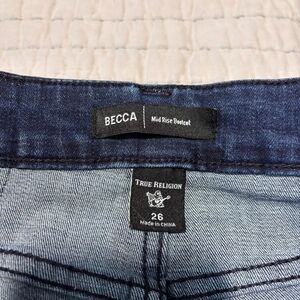 BECCA | Mid Rise Bootcut
TRUE RELIGION
26
Made in CHINA